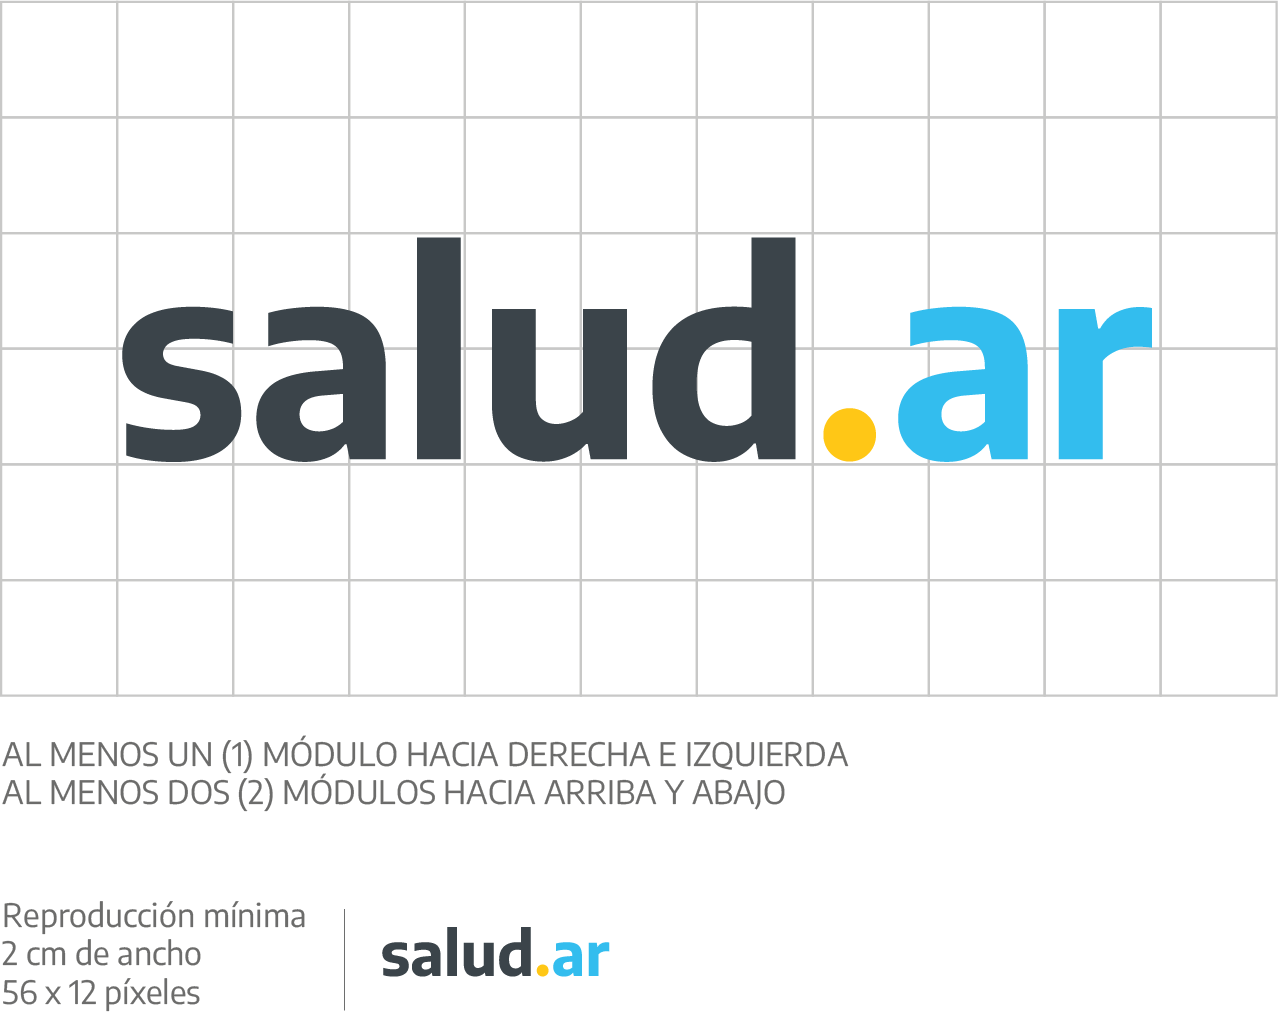 salud.ar
AL MENOS UN (1) MÓDULO HACIA DERECHA E IZQUIERDA
AL MENOS DOS (2) MÓDULOS HACIA ARRIBA Y ABAJO
Reproducción mínima
2 cm de ancho
56 x 12 píxeles
salud.ar